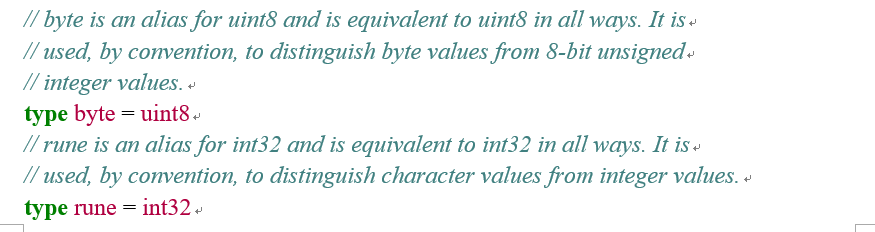 // byte is an alias for uint8 and is equivalent to uint8 in all ways. It is
// used, by convention, to distinguish byte values from 8-bit unsigned
// integer values.
type byte = uint8
// rune is an alias for int32 and is equivalent to int32 in all ways. It is
// used, by convention, to distinguish character values from integer values.
type rune = int32